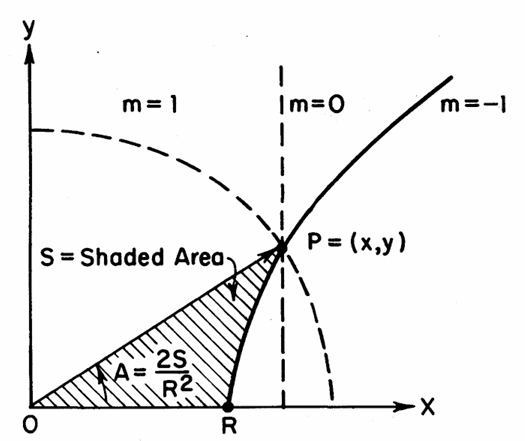 y
m = 1
m = 0
m = -1
P = (x,y)
S = Shaded Area
A = 2S
R²
X
O
R